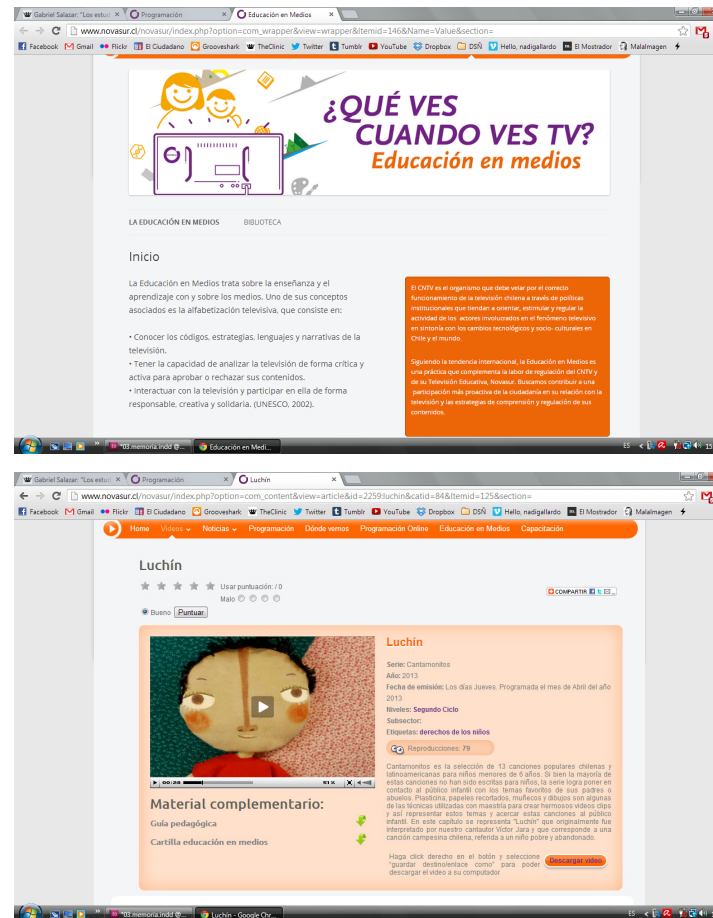 Gabriel Salazar: "Los estud × Programación × Educación en Medios ×
www.novasur.cl/novasur/index.php?option=com_wrapper&view=wrapper&Itemid=146&Name=Value&section=
Facebook Gmail Flickr El Ciudadano Grooveshark TheClinic Twitter Tumblr YouTube Dropbox DSÑ Hello, nadigallardo El Mostrador MalaImagen
¿QUÉ VES
CUANDO VES TV?
Educación en medios
LA EDUCACIÓN EN MEDIOS BIBLIOTECA
Inicio
La Educación en Medios trata sobre la enseñanza y el
aprendizaje con y sobre los medios. Uno de sus conceptos
asociados es la alfabetización televisiva, que consiste en:
• Conocer los códigos, estrategias, lenguajes y narrativas de la
televisión.
• Tener la capacidad de analizar la televisión de forma crítica y
activa para aprobar o rechazar sus contenidos.
• Interactuar con la televisión y participar en ella de forma
responsable, creativa y solidaria. (UNESCO, 2002).
El CNTV es el organismo que debe velar por el correcto
funcionamiento de la televisión chilena a través de políticas
institucionales que tiendan a orientar, estimular y regular la
actividad de los actores involucrados en el fenómeno televisivo
en sintonía con los cambios tecnológicos y socio- culturales en
Chile y el mundo.
Siguiendo la tendencia internacional, la Educación en Medios es
una práctica que complementa la labor de regulación del CNTV y
de su Televisión Educativa, Novasur. Buscamos contribuir a una
participación más proactiva de la ciudadanía en su relación con la
televisión y las estrategias de comprensión y regulación de sus
contenidos.
"03.memoria.indd @... Educación en Medi... ES 15
Gabriel Salazar: "Los estud × Programación × Luchín ×
www.novasur.cl/novasur/index.php?option=com_content&view=article&id=2259:luchin&catid=84&Itemid=125&section=
Facebook Gmail Flickr El Ciudadano Grooveshark TheClinic Twitter Tumblr YouTube Dropbox DSÑ Hello, nadigallardo El Mostrador MalaImagen
Home Videos Noticias Programación Dónde vernos Programación Online Educación en Medios Capacitación
Luchín
Usar puntuación: / 0
Malo
Bueno Puntuar
COMPARTIR
Luchín
Serie: Cantamonitos
Año: 2013
Fecha de emisión: Los días Jueves. Programada el mes de Abril del año
2013
Niveles: Segundo Ciclo
Subsector:
Etiquetas: derechos de los niños
Reproducciones: 79
Cantamonitos es la selección de 13 canciones populares chilenas y
latinoamericanas para niños menores de 6 años. Si bien la mayoría de
estas canciones no han sido escritas para niños, la serie logra poner en
contacto al público infantil con los temas favoritos de sus padres o
abuelos. Plasticina, papeles recortados, muñecos y dibujos son algunas
de las técnicas utilizadas con maestría para crear hermosos videos clips
y así representar estos temas y acercar estas canciones al público
infantil. En este capítulo se representa "Luchín" que originalmente fue
interpretado por nuestro cantautor Víctor Jara y que corresponde a una
canción campesina chilena, referida a un niño pobre y abandonado.
Haga click derecho en el botón y seleccione
"guardar destino/enlace como" para poder
descargar el video a su computador
Descargar video
Material complementario:
Guía pedagógica
Cartilla educación en medios
"03.memoria.indd @... Luchín - Google Chr... ES